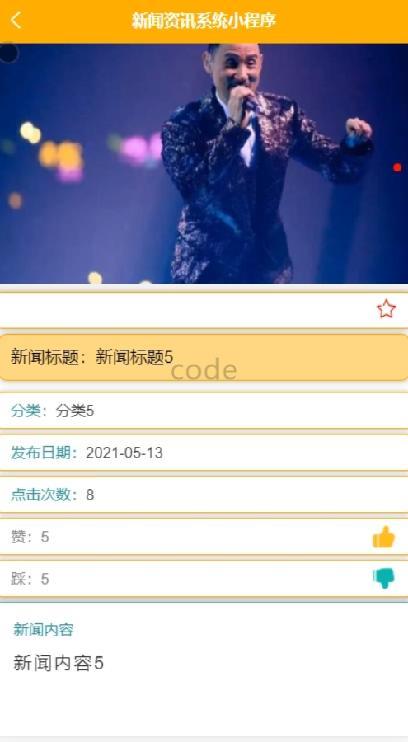 新闻资讯系统小程序
新闻标题：新闻标题5
code
分类：分类5
发布日期：2021-05-13
点击次数：8
赞：5
踩：5
新闻内容
新闻内容5